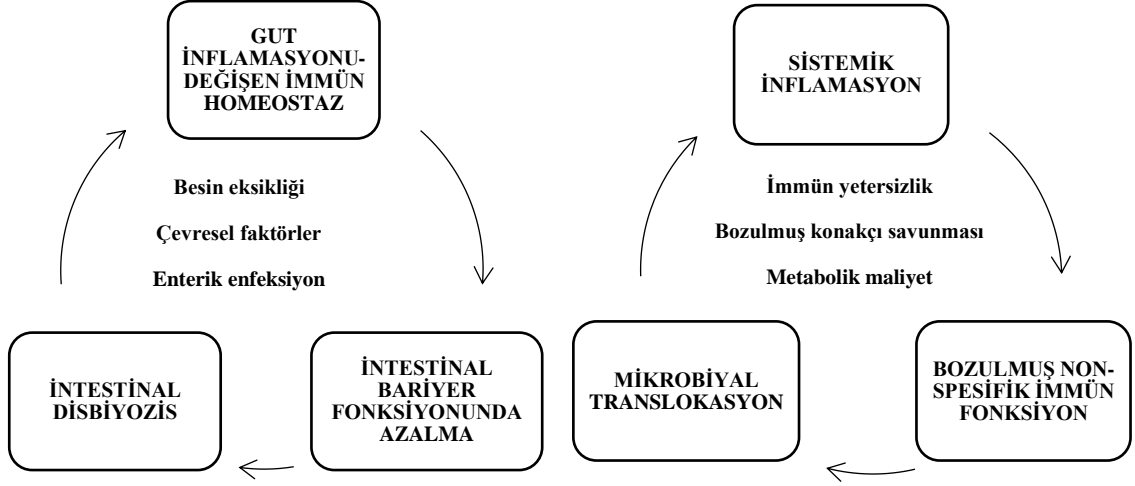 GUT
İNFLAMASYONU-
DEĞİŞEN İMMÜN
HOMEOSTAZ
Besin eksikliği
Çevresel faktörler
Enterik enfeksiyon
İNTESTİNAL
DİSBİYOZİS
İNTESTİNAL
BARİYER
FONKSİYONUNDA
AZALMA
SİSTEMİK
İNFLAMASYON
İmmün yetersizlik
Bozulmuş konakçı savunması
Metabolik maliyet
MİKROBİYAL
TRANSLOKASYON
BOZULMUŞ NON-
SPESİFİK İMMÜN
FONKSİYON